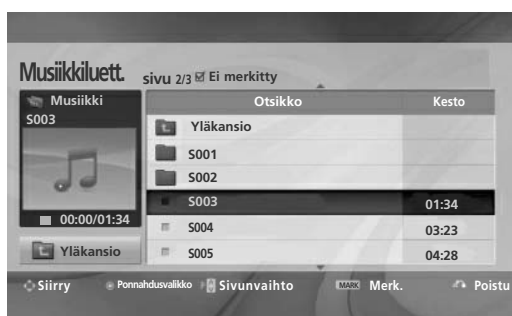 Musiikkiluett. sivu 2/3 Ei merkitty
Musiikki
S003
00:00/01:34
Yläkansio
Otsikko Kesto
Yläkansio
S001
S002
S003 01:34
S004 03:23
S005 04:28
Siirry Ponnahdusvalikko Sivunvaihto MARK Merk. Poistu